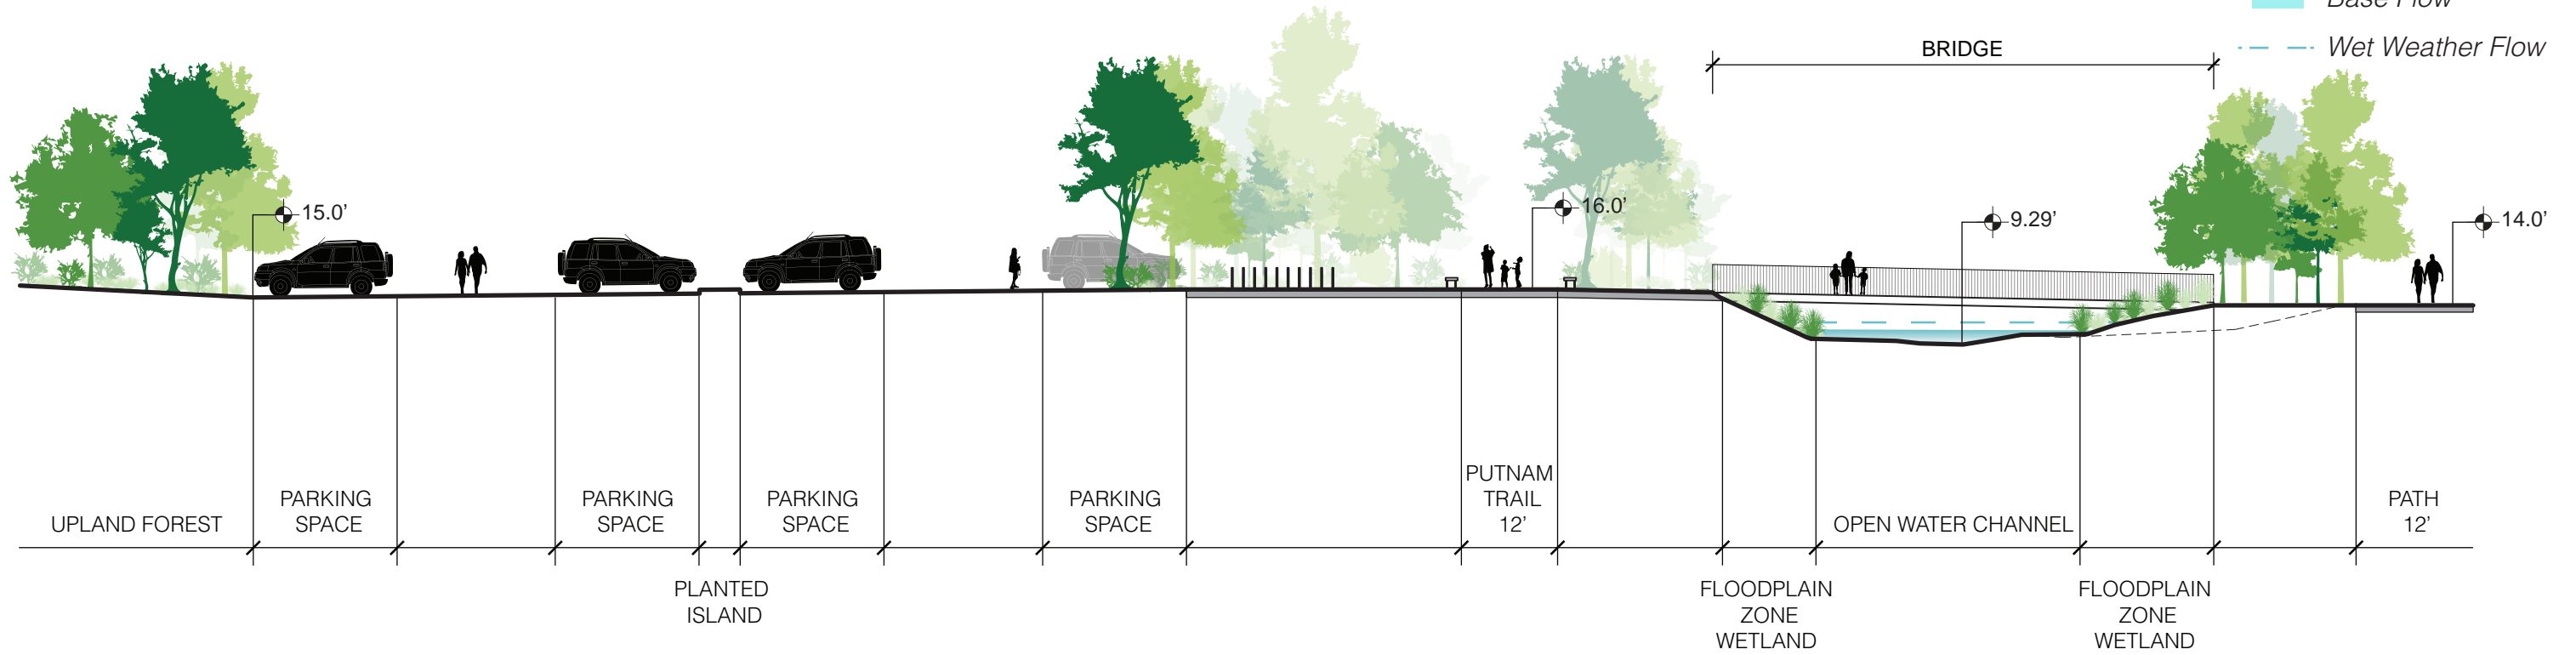 Base Flow
Wet Weather Flow
BRIDGE
15.0’
16.0’
9.29’
14.0’
UPLAND FOREST
PARKING
SPACE
PARKING
SPACE
PARKING
SPACE
PARKING
SPACE
PUTNAM
TRAIL
12’
OPEN WATER CHANNEL
PATH
12’
PLANTED
ISLAND
FLOODPLAIN
ZONE
WETLAND
FLOODPLAIN
ZONE
WETLAND